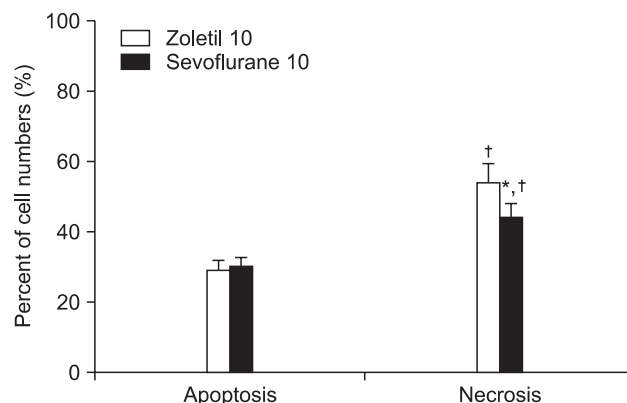 100
80
60
40
20
0
Percent of cell numbers (%)
Zoletil 10
Sevoflurane 10
†
*,†
Apoptosis
Necrosis